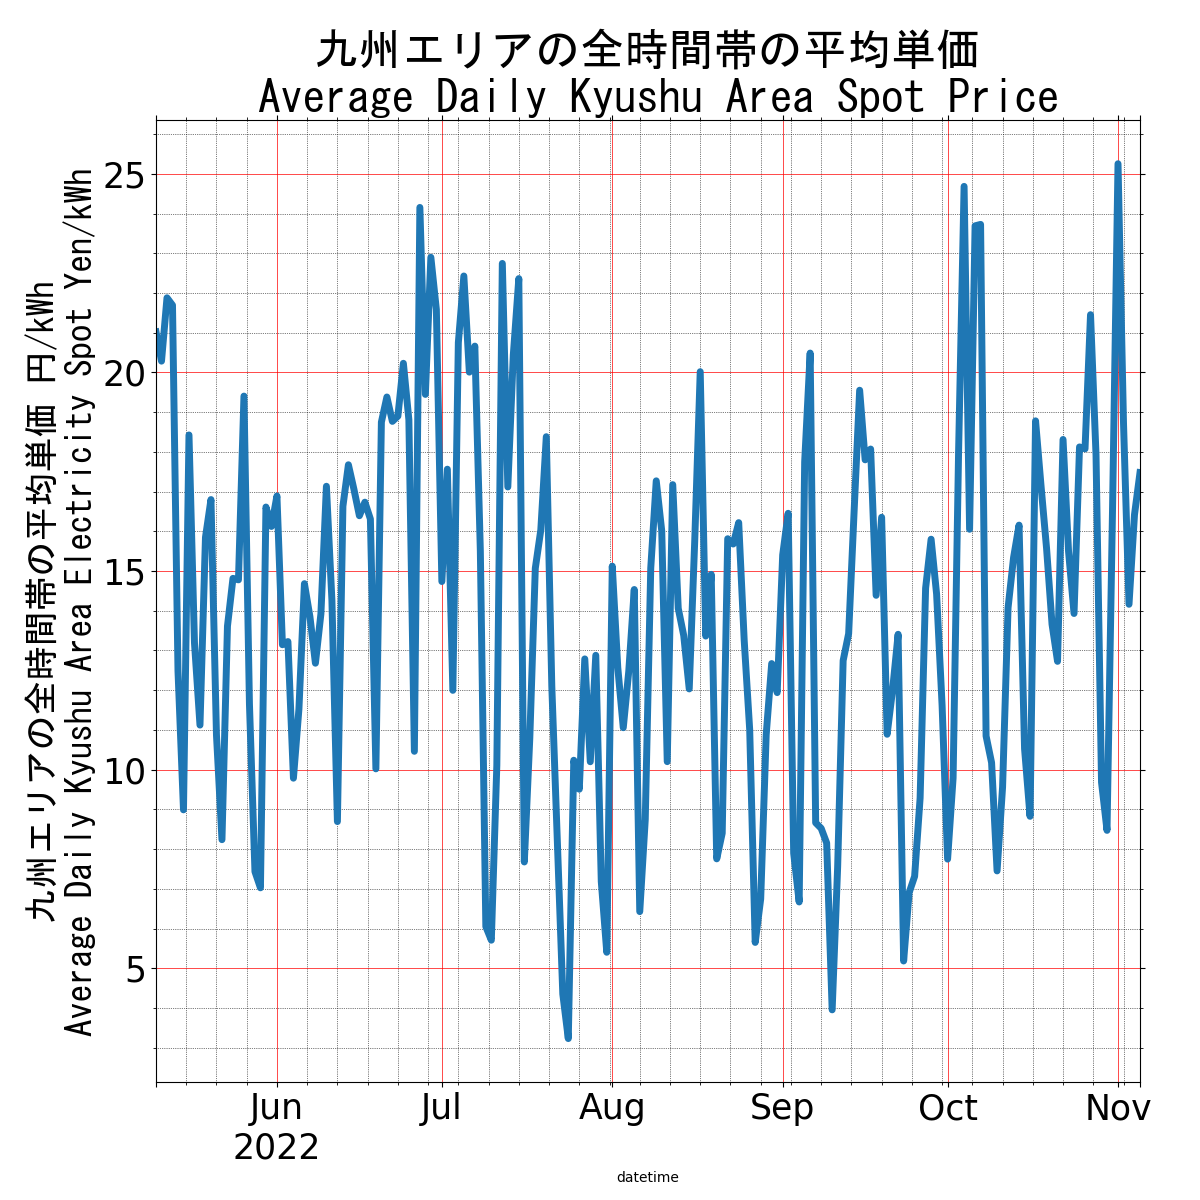 九州エリアの全時間帯の平均単価
Average Daily Kyushu Area Spot Price
九州エリアの全時間帯の平均単価 円/kWh
Average Daily Kyushu Area Electricity Spot Yen/kWh
25
20
15
10
5
Jun
2022
Jul
Aug
Sep
Oct
Nov
datetime